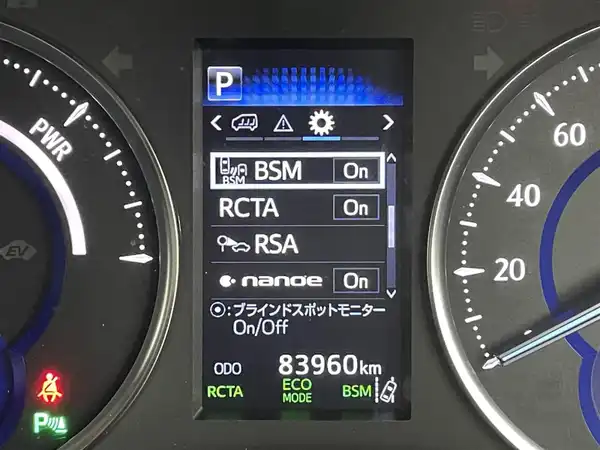 P
PWR
EV
BSM BSM On
RCTA On
RSA
nanoe On
:ブラインドスポットモニター
On/Off
ODO 83960km
RCTA ECO MODE BSM
P
60
40
20